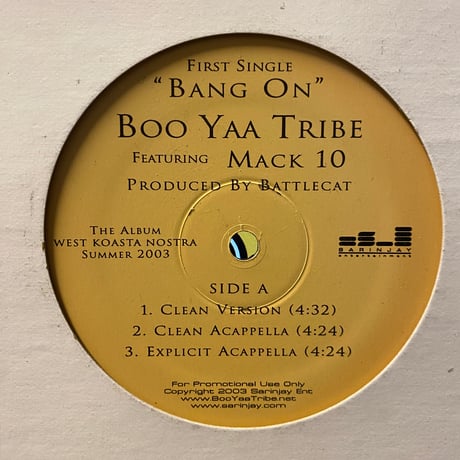 First Single
"Bang On"
Boo Yaa Tribe
Featuring Mack 10
Produced By Battlecat
The Album
West Koasta Nostra
Summer 2003
SARINJAY
entertainment
SIDE A
1. Clean Version (4:32)
2. Clean Acappella (4:24)
3. Explicit Acappella (4:24)
For Promotional Use Only
Copyright 2003 Sarinjay Ent
www.BooYaaTribe.net
www.sarinjay.com